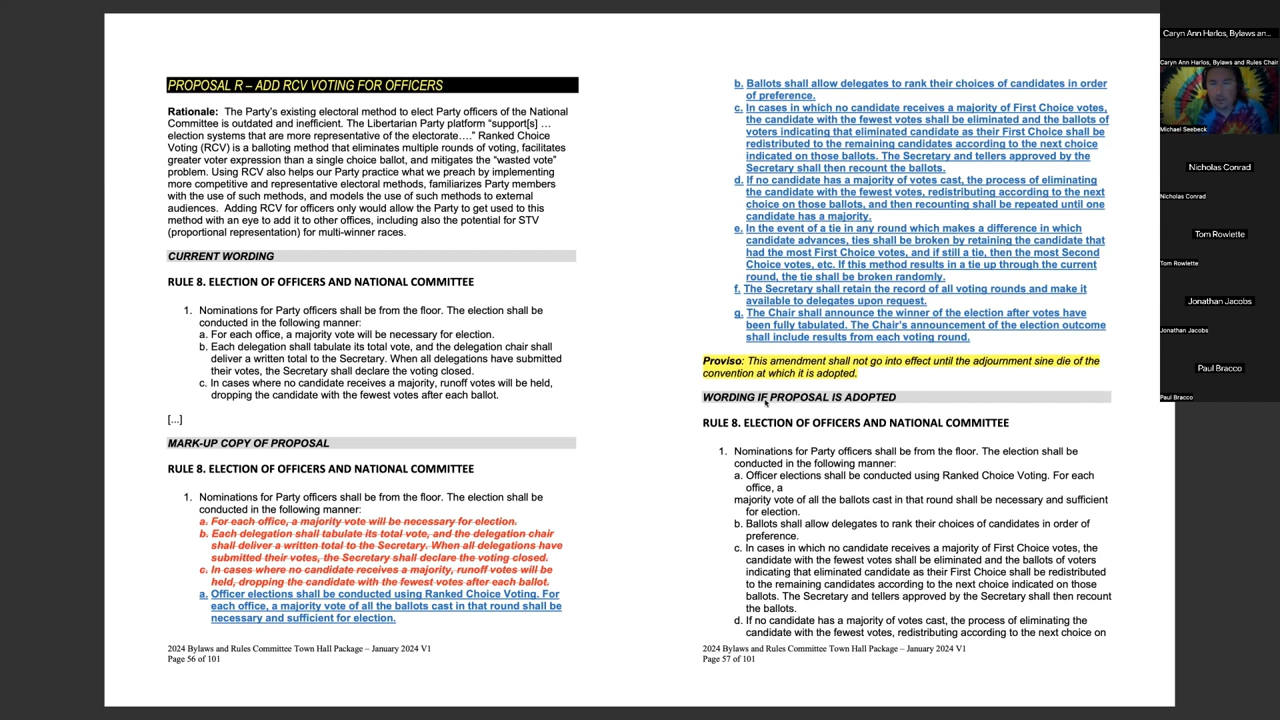 PROPOSAL R – ADD RCV VOTING FOR OFFICERS
Rationale: The Party's existing electoral method to elect Party officers of the National
Committee is outdated and inefficient. The Libertarian Party platform "support[s] …
election systems that are more representative of the electorate…." Ranked Choice
Voting (RCV) is a balloting method that eliminates multiple rounds of voting, facilitates
greater voter expression than a single choice ballot, and mitigates the "wasted vote"
problem. Using RCV also helps our Party practice what we preach by implementing
more competitive and representative electoral methods, familiarizes Party members
with the use of such methods, and models the use of such methods to external
audiences. Adding RCV for officers only would allow the Party to get used to this
method with an eye to add it to other offices, including also the potential for STV
(proportional representation) for multi-winner races.
CURRENT WORDING
RULE 8. ELECTION OF OFFICERS AND NATIONAL COMMITTEE
1. Nominations for Party officers shall be from the floor. The election shall be
conducted in the following manner:
a. For each office, a majority vote will be necessary for election.
b. Each delegation shall tabulate its total vote, and the delegation chair shall
deliver a written total to the Secretary. When all delegations have submitted
their votes, the Secretary shall declare the voting closed.
c. In cases where no candidate receives a majority, runoff votes will be held,
dropping the candidate with the fewest votes after each ballot.
[...]
MARK-UP COPY OF PROPOSAL
RULE 8. ELECTION OF OFFICERS AND NATIONAL COMMITTEE
1. Nominations for Party officers shall be from the floor. The election shall be
conducted in the following manner:
a. For each office, a majority vote will be necessary for election.
b. Each delegation shall tabulate its total vote, and the delegation chair
shall deliver a written total to the Secretary. When all delegations have
submitted their votes, the Secretary shall declare the voting closed.
c. In cases where no candidate receives a majority, runoff votes will be
held, dropping the candidate with the fewest votes after each ballot.
a. Officer elections shall be conducted using Ranked Choice Voting. For
each office, a majority vote of all the ballots cast in that round shall be
necessary and sufficient for election.
2024 Bylaws and Rules Committee Town Hall Package – January 2024 V1
Page 56 of 101
b. Ballots shall allow delegates to rank their choices of candidates in order
of preference.
c. In cases in which no candidate receives a majority of First Choice votes,
the candidate with the fewest votes shall be eliminated and the ballots of
voters indicating that eliminated candidate as their First Choice shall be
redistributed to the remaining candidates according to the next choice
indicated on those ballots. The Secretary and tellers approved by the
Secretary shall then recount the ballots.
d. If no candidate has a majority of votes cast, the process of eliminating
the candidate with the fewest votes, redistributing according to the next
choice on those ballots, and then recounting shall be repeated until one
candidate has a majority.
e. In the event of a tie in any round which makes a difference in which
candidate advances, ties shall be broken by retaining the candidate that
had the most First Choice votes, and if still a tie, then the most Second
Choice votes, etc. If this method results in a tie up through the current
round, the tie shall be broken randomly.
f. The Secretary shall retain the record of all voting rounds and make it
available to delegates upon request.
g. The Chair shall announce the winner of the election after votes have
been fully tabulated. The Chair's announcement of the election outcome
shall include results from each voting round.
Proviso: This amendment shall not go into effect until the adjournment sine die of the
convention at which it is adopted.
WORDING IF PROPOSAL IS ADOPTED
RULE 8. ELECTION OF OFFICERS AND NATIONAL COMMITTEE
1. Nominations for Party officers shall be from the floor. The election shall be
conducted in the following manner:
a. Officer elections shall be conducted using Ranked Choice Voting. For each
office, a
majority vote of all the ballots cast in that round shall be necessary and sufficient
for election.
b. Ballots shall allow delegates to rank their choices of candidates in order of
preference.
c. In cases in which no candidate receives a majority of First Choice votes, the
candidate with the fewest votes shall be eliminated and the ballots of voters
indicating that eliminated candidate as their First Choice shall be redistributed
to the remaining candidates according to the next choice indicated on those
ballots. The Secretary and tellers approved by the Secretary shall then recount
the ballots.
d. If no candidate has a majority of votes cast, the process of eliminating the
candidate with the fewest votes, redistributing according to the next choice on
2024 Bylaws and Rules Committee Town Hall Package – January 2024 V1
Page 57 of 101
Caryn Ann Harlos, Bylaws an...
Caryn Ann Harlos, Bylaws and Rules Chair
Michael Seebeck
Nicholas Conrad
Nicholas Conrad
Tom Rowlette
Tom Rowlette
Jonathan Jacobs
Jonathan Jacobs
Paul Bracco
Paul Bracco